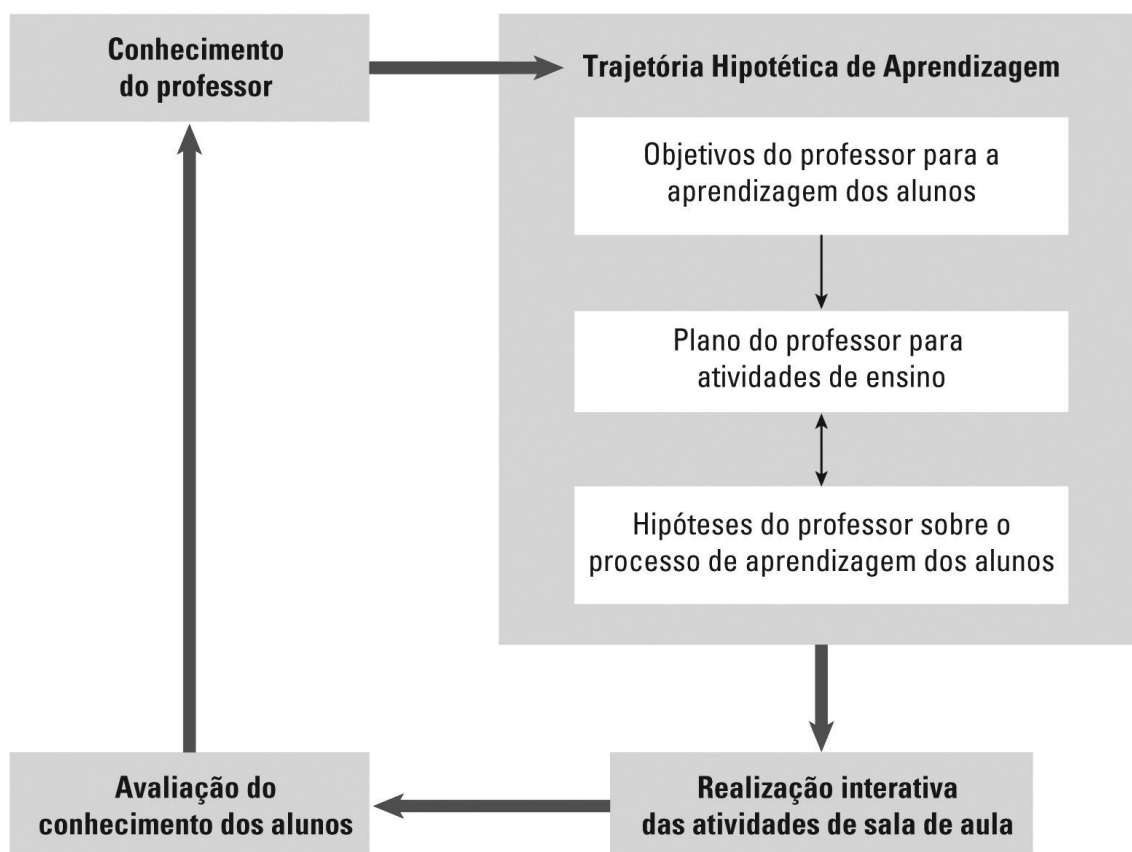 Conhecimento
do professor
Trajetória Hipotética de Aprendizagem
Objetivos do professor para a
aprendizagem dos alunos
Plano do professor para
atividades de ensino
Hipóteses do professor sobre o
processo de aprendizagem dos alunos
Realização interativa
das atividades de sala de aula
Avaliação do
conhecimento dos alunos